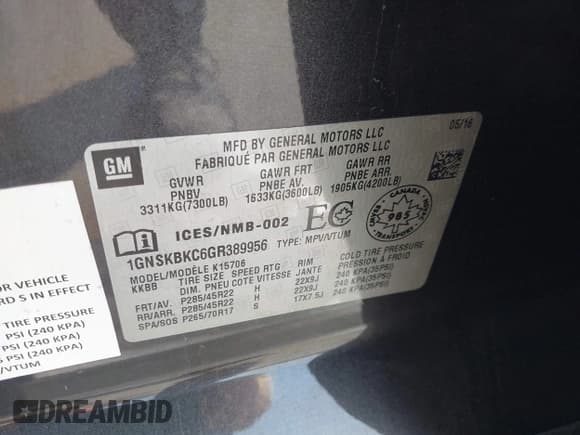 GM
MFD BY GENERAL MOTORS LLC
FABRIQUÉ PAR GENERAL MOTORS LLC
05/16
GVWR
PNBV
3311KG(7300LB)
GAWR FRT
PNBE AV.
1633KG(3600LB)
GAWR RR
PNBE ARR.
1905KG(4200LB)
ICES/NMB-002
EC
CANADA
985
1GNSKBKC6GR389956 TYPE: MPV/VTUM
MODEL/MODÈLE K15706
KKBB TIRE SIZE SPEED RTG RIM COLD TIRE PRESSURE
DIM. PNEU COTE VITESSE JANTE PRESSION À FROID
FRT/AV. P285/45R22 H 22X9J 240 KPA(35PSI)
RR/ARR. P285/45R22 H 22X9J 240 KPA(35PSI)
SPA/SOS P265/70R17 S 17X7.5J 240 KPA(35PSI)
OR VEHICLE
RD S IN EFFECT
TIRE PRESSURE
PSI (240 KPA)
PSI (240 KPA)
PSI (240 KPA)
/VTUM
DREAMBID